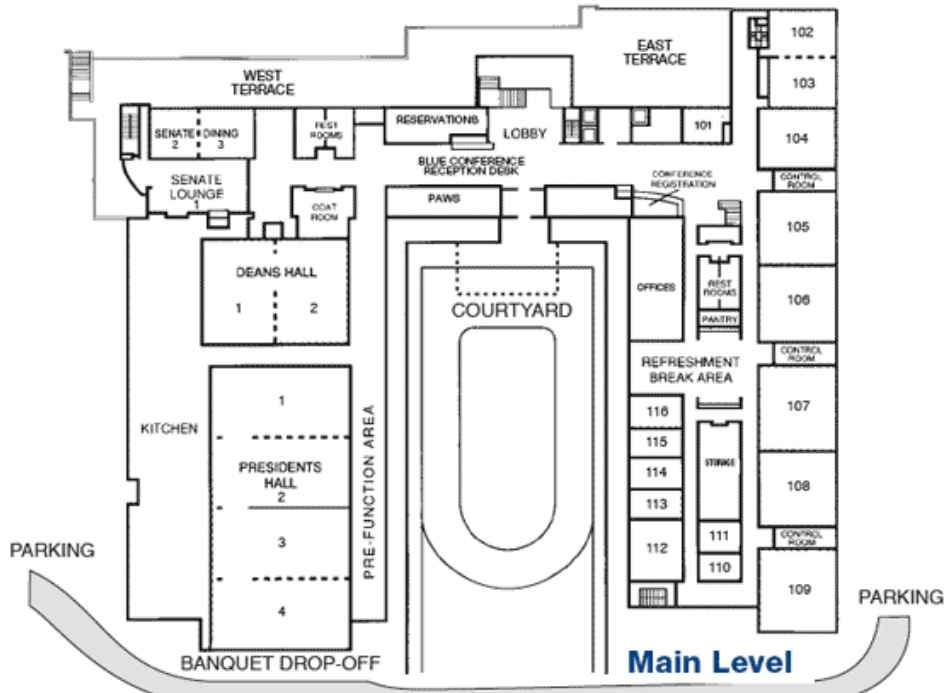 102
EAST
TERRACE
WEST
TERRACE
103
RESERVATIONS
LOBBY
101
104
SENATE DINING
2 3
REST
ROOMS
BLUE CONFERENCE
RECEPTION DESK
CONFERENCE
REGISTRATION
CONTROL
ROOM
SENATE
LOUNGE
1
COAT
ROOM
PAWS
105
DEANS HALL
1 2
OFFICES
REST
ROOMS
106
COURTYARD
PANTRY
REFRESHMENT
BREAK AREA
CONTROL
ROOM
1
107
116
KITCHEN
PRE-FUNCTION AREA
115
PRESIDENTS
HALL
2
114
STORAGE
108
113
3
112
111
CONTROL
ROOM
PARKING
110
109
4
PARKING
BANQUET DROP-OFF
Main Level